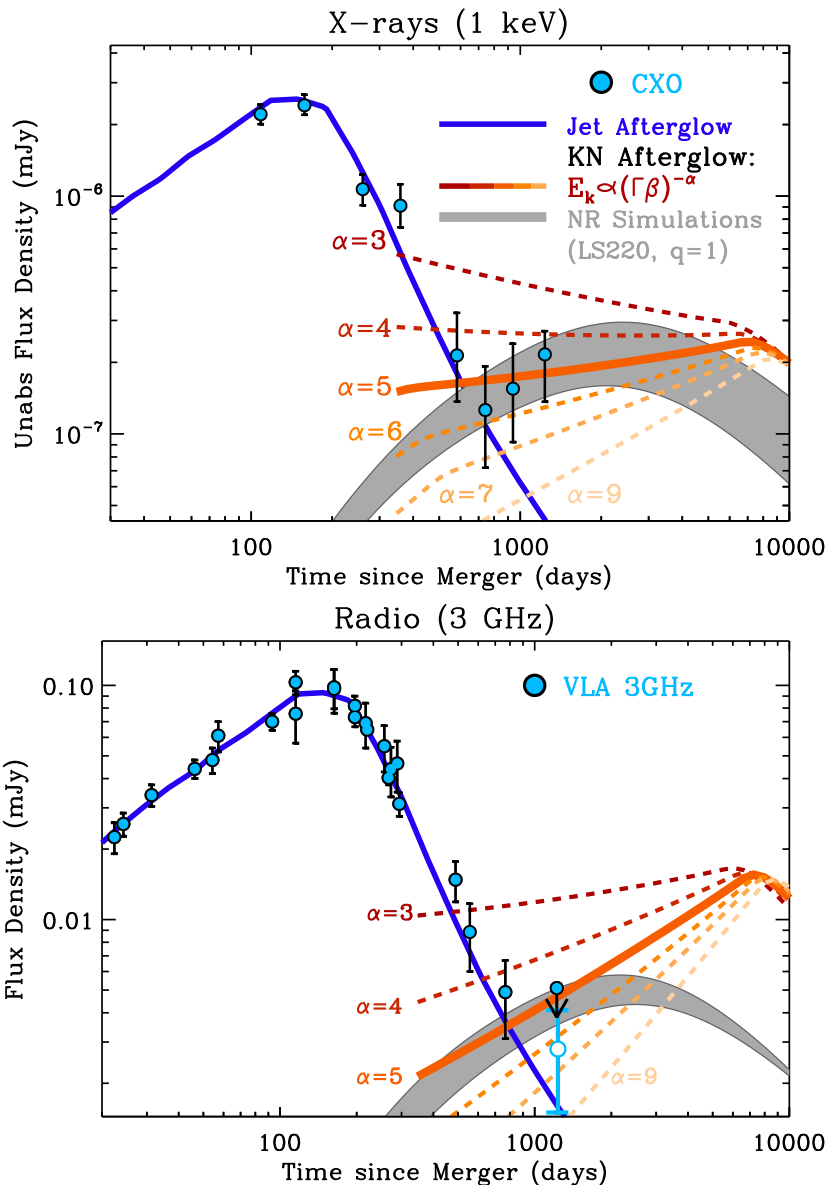 X-rays (1 keV)
CXO
Jet Afterglow
KN Afterglow:
E_k∝(Γβ)^-α
NR Simulations
(LS220, q=1)
α=3
α=4
α=5
α=6
α=7
α=9
10^-6
10^-7
Unabs Flux Density (mJy)
100
1000
10000
Time since Merger (days)
Radio (3 GHz)
VLA 3GHz
0.10
0.01
Flux Density (mJy)
α=3
α=4
α=5
α=9
100
1000
10000
Time since Merger (days)